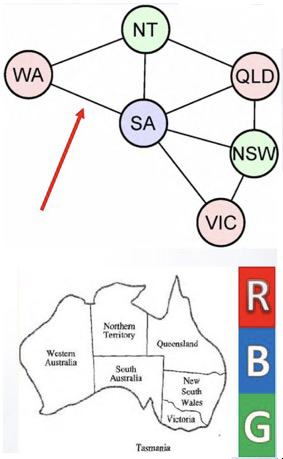 NT
WA
QLD
SA
NSW
VIC
R
Northern
Territory
Western
Australia
Queensland
South
Australia
B
New
South
Wales
Victoria
G
Tasmania